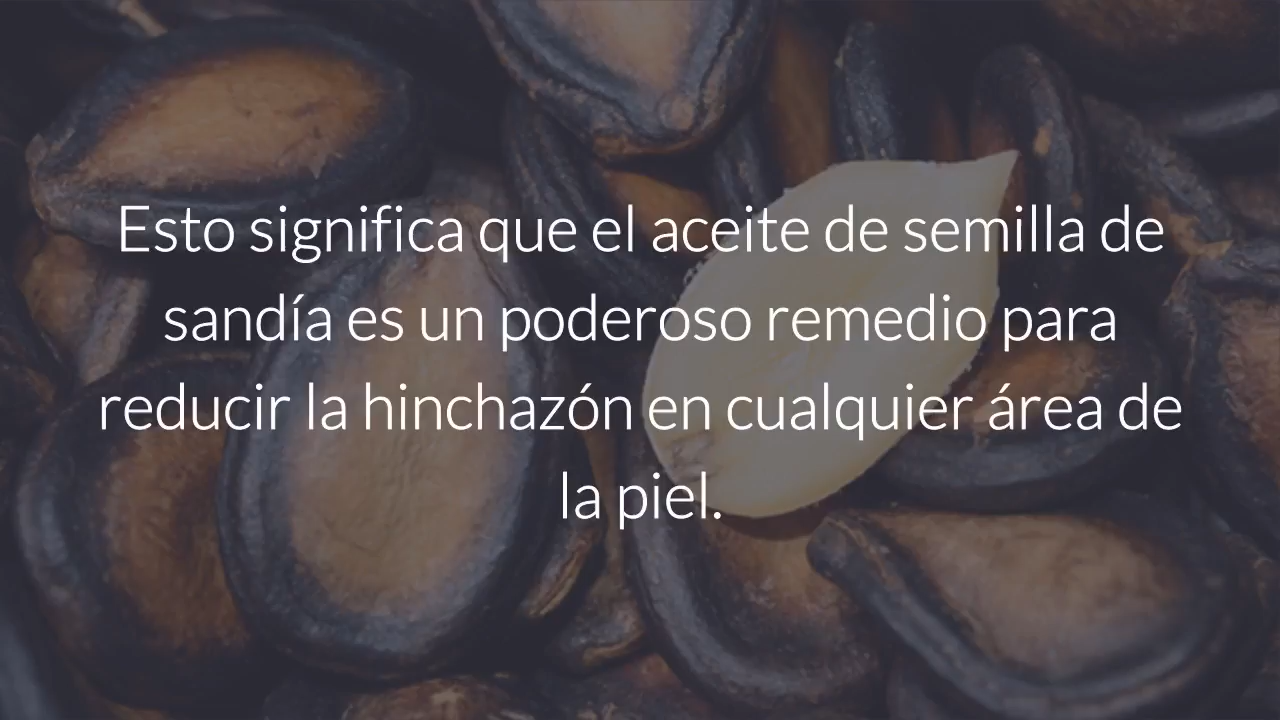 Esto significa que el aceite de semilla de
sandía es un poderoso remedio para
reducir la hinchazón en cualquier área de
la piel.